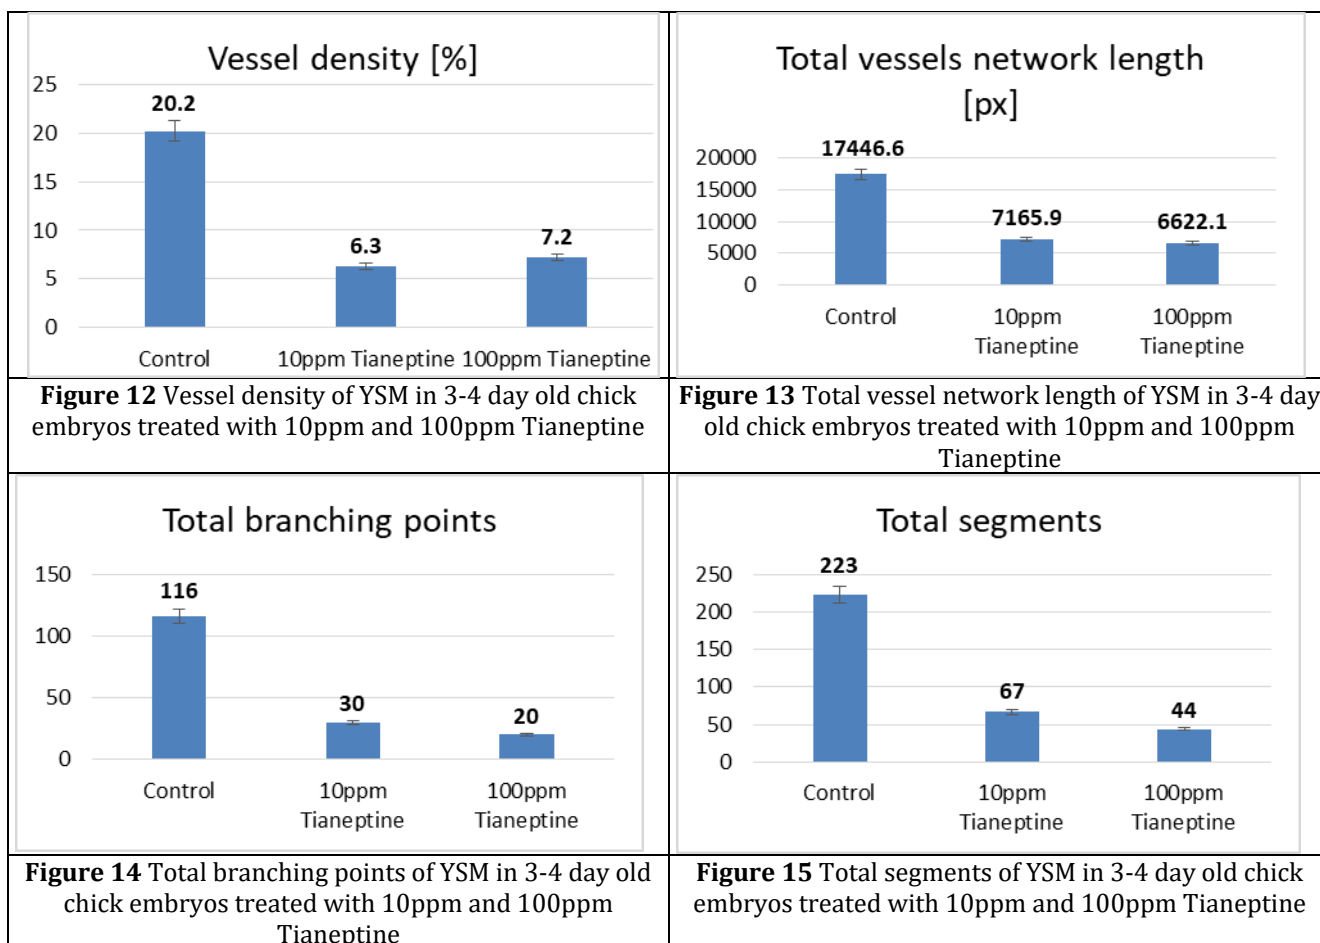 Vessel density [%]
25
20
15
10
5
0
20.2
6.3
7.2
Control
10ppm Tianeptine
100ppm Tianeptine
Figure 12 Vessel density of YSM in 3-4 day old chick
embryos treated with 10ppm and 100ppm Tianeptine
Total vessels network length
[px]
20000
15000
10000
5000
0
17446.6
7165.9
6622.1
Control
10ppm
Tianeptine
100ppm
Tianeptine
Figure 13 Total vessel network length of YSM in 3-4 day
old chick embryos treated with 10ppm and 100ppm
Tianeptine
Total branching points
150
100
50
0
116
30
20
Control
10ppm
Tianeptine
100ppm
Tianeptine
Figure 14 Total branching points of YSM in 3-4 day old
chick embryos treated with 10ppm and 100ppm
Tianeptine
Total segments
250
200
150
100
50
0
223
67
44
Control
10ppm
Tianeptine
100ppm
Tianeptine
Figure 15 Total segments of YSM in 3-4 day old chick
embryos treated with 10ppm and 100ppm Tianeptine